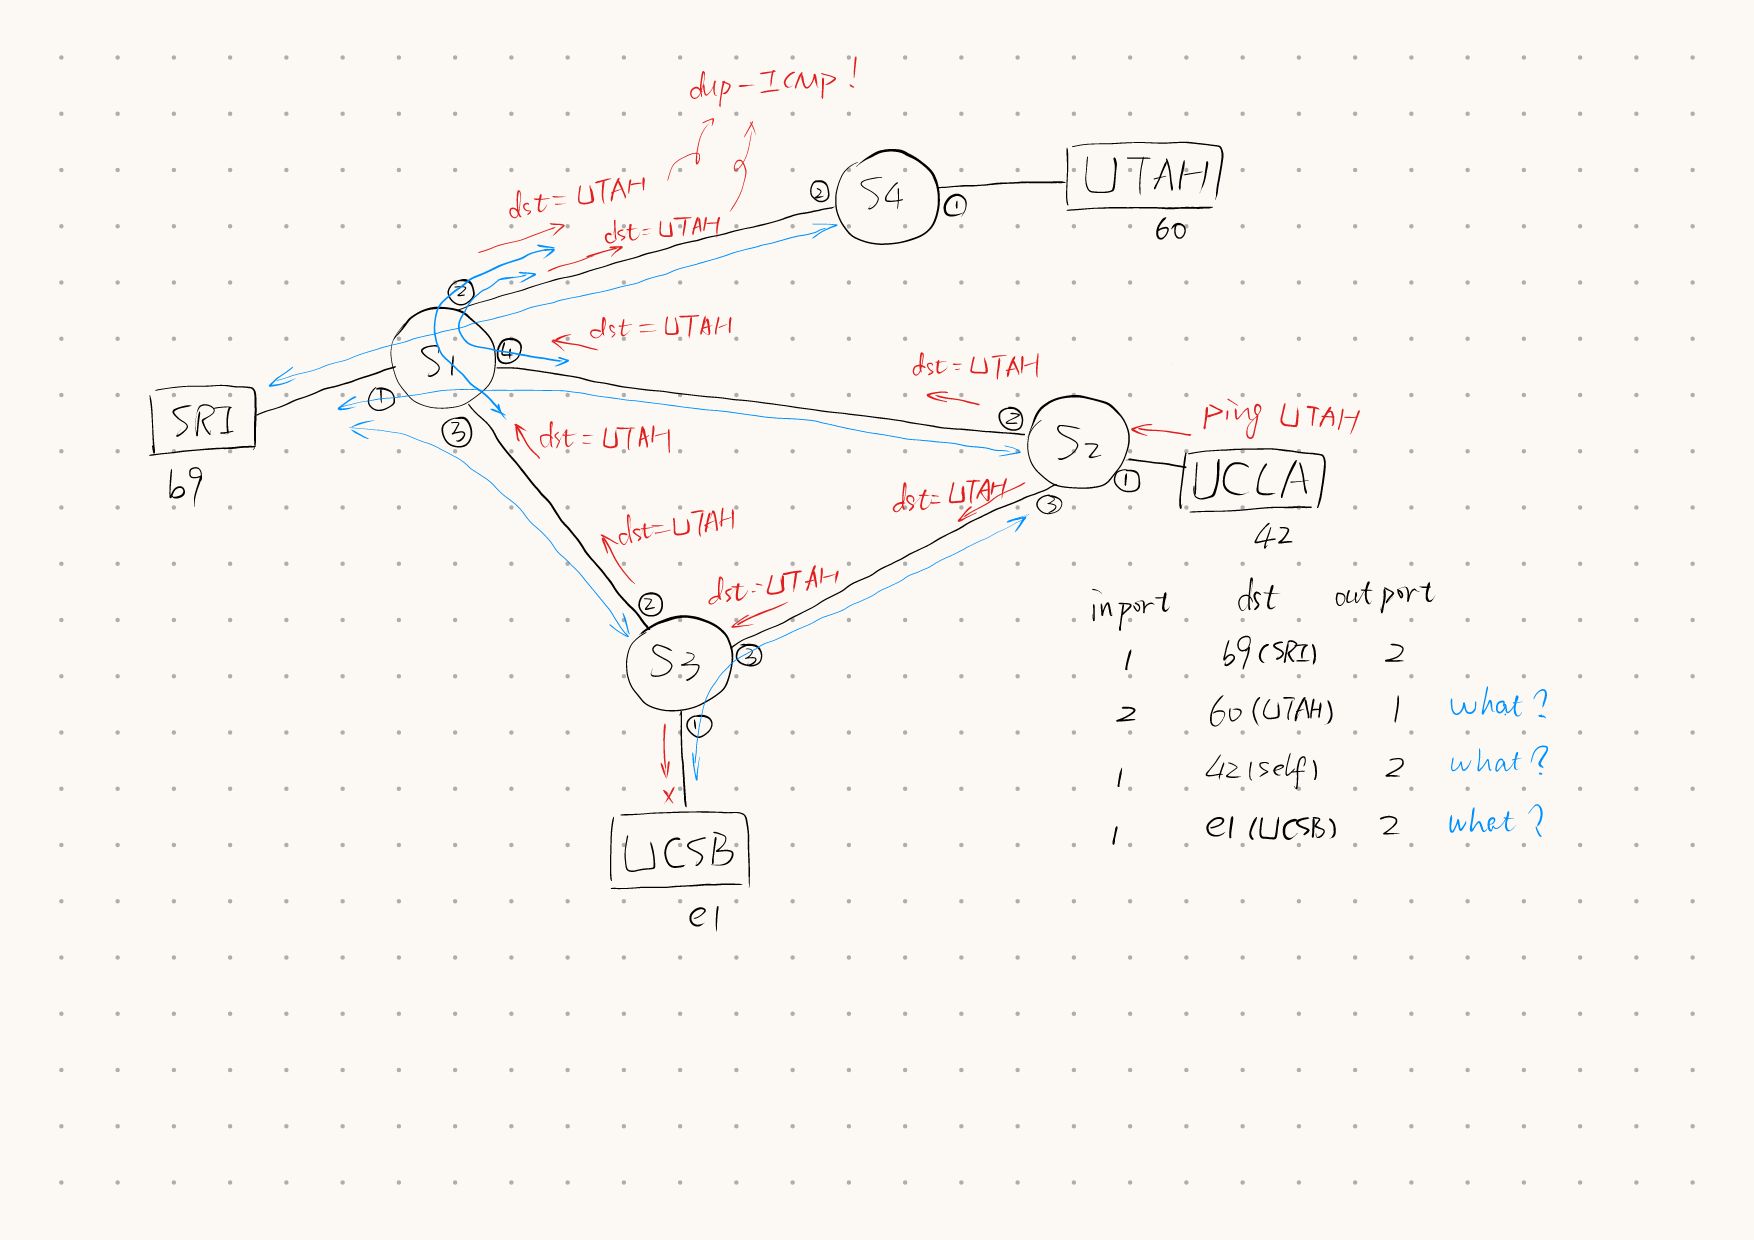 dup-ICMP!
UTAH
② S4 ①
dst = UTAH
60
dst = UTAH
②
dst = UTAH
S1 ④
dst = UTAH
SRI ①
② ping UTAH
③ dst = UTAH S2
b9
dst = UTAH ① UCLA
③
dst = UTAH 42
dst = UTAH
② inport dst outport
S3 ③ 1 b9 (SRI) 2
① 2 60 (UTAH) 1 what?
x 1 42 (self) 2 what?
UCSB 1 e1 (UCSB) 2 what?
e1